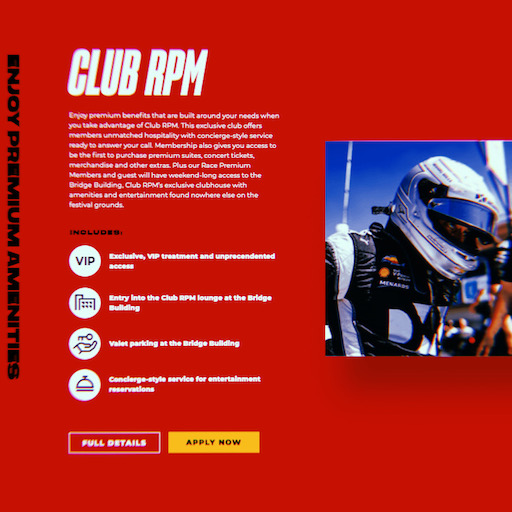 ENJOY PREMIUM AMENITIES
CLUB RPM
Enjoy premium benefits that are built around your needs when
you take advantage of Club RPM. This exclusive club offers
members unmatched hospitality with concierge-style service
ready to answer your call. Membership also gives you access to
be the first to purchase premium suites, concert tickets,
merchandise and other extras. Plus our Race Premium
Members and guest will have weekend-long access to the
Bridge Building, Club RPM's exclusive clubhouse with
amenities and entertainment found nowhere else on the
festival grounds.
INCLUDES:
VIP
Exclusive, VIP treatment and unprecendented
access
Entry into the Club RPM lounge at the Bridge
Building
Valet parking at the Bridge Building
Concierge-style service for entertainment
reservations
FULL DETAILS
APPLY NOW
MENARDS